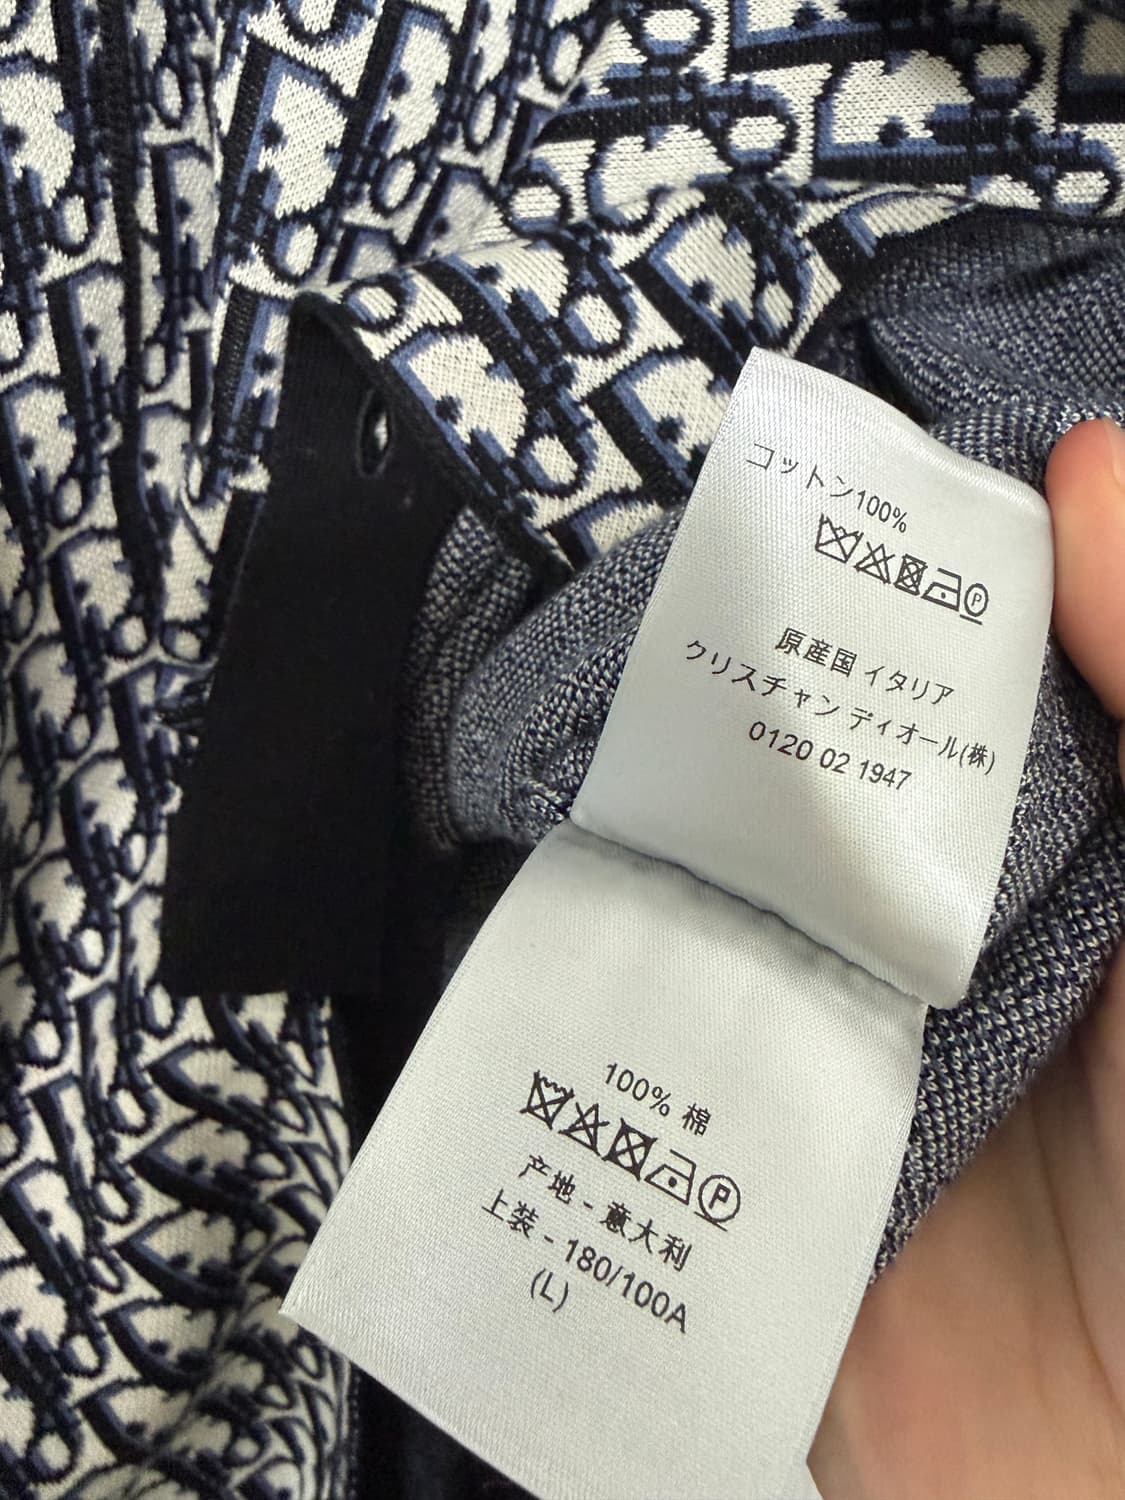 コットン100%
P
原産国 イタリア
クリスチャン ディオール(株)
0120 02 1947
100% 棉
P
产地 - 意大利
上装 - 180/100A
(L)